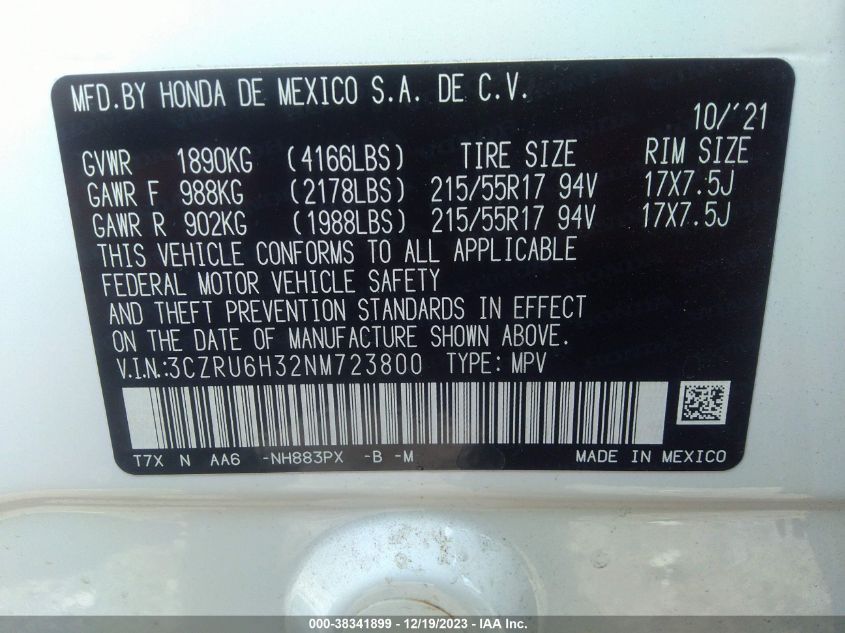 MFD.BY HONDA DE MEXICO S.A. DE C.V.
10/'21
GVWR 1890KG (4166LBS) TIRE SIZE RIM SIZE
GAWR F 988KG (2178LBS) 215/55R17 94V 17X7.5J
GAWR R 902KG (1988LBS) 215/55R17 94V 17X7.5J
THIS VEHICLE CONFORMS TO ALL APPLICABLE
FEDERAL MOTOR VEHICLE SAFETY
AND THEFT PREVENTION STANDARDS IN EFFECT
ON THE DATE OF MANUFACTURE SHOWN ABOVE.
V.I.N.:3CZRU6H32NM723800 TYPE: MPV
T7X N AA6 -NH883PX -B -M MADE IN MEXICO
000-38341899 - 12/19/2023 - IAA Inc.